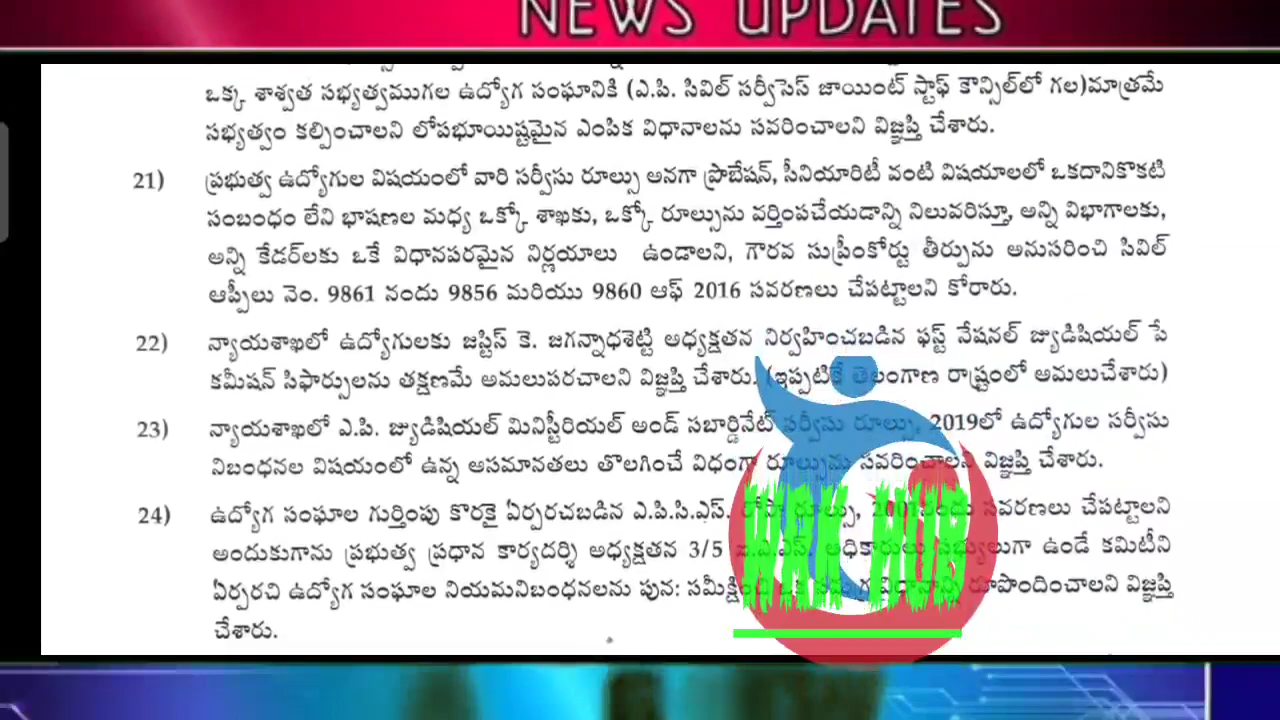 NEWS UPDATES
ఒక్క శాశ్వత సభ్యత్వముగల ఉద్యోగ సంఘానికి (ఎ.పి. సివిల్ సర్వీసెస్ జాయింట్ స్టాఫ్ కౌన్సిల్‌లో గల)మాత్రమే
సభ్యత్వం కల్పించాలని లోపభూయిష్టమైన ఎంపిక విధానాలను సవరించాలని విజ్ఞప్తి చేశారు.
21) ప్రభుత్వ ఉద్యోగుల విషయంలో వారి సర్వీసు రూల్సు అనగా ప్రొబేషన్, సీనియారిటీ వంటి విషయాలలో ఒకదానికొకటి
సంబంధం లేని భాషణల మధ్య ఒక్కో శాఖకు, ఒక్కో రూల్సును వర్తింపచేయడాన్ని నిలువరిస్తూ, అన్ని విభాగాలకు,
అన్ని కేడర్‌లకు ఒకే విధానపరమైన నిర్ణయాలు ఉండాలని, గౌరవ సుప్రీంకోర్టు తీర్పును అనుసరించి సివిల్
ఆప్పీలు నెం. 9861 నందు 9856 మరియు 9860 ఆఫ్ 2016 సవరణలు చేపట్టాలని కోరారు.
22) న్యాయశాఖలో ఉద్యోగులకు జస్టిస్ కె. జగన్నాధశెట్టి అధ్యక్షతన నిర్వహించబడిన ఫస్ట్ నేషనల్ జ్యుడిషియల్ పే
కమీషన్ సిఫార్సులను తక్షణమే అమలుపరచాలని విజ్ఞప్తి చేశారు. (ఇప్పటికే తెలంగాణ రాష్ట్రంలో అమలుచేశారు)
23) న్యాయశాఖలో ఎ.పి. జ్యుడిషియల్ మినిస్టీరియల్ అండ్ సబార్డినేట్ సర్వీసు రూల్సు, 2019లో ఉద్యోగుల సర్వీసు
నిబంధనల విషయంలో ఉన్న అసమానతలు తొలగించే విధంగా రూల్సును సవరించాలని విజ్ఞప్తి చేశారు.
24) ఉద్యోగ సంఘాల గుర్తింపు కొరకై ఏర్పరచబడిన ఎ.పి.సి.ఎస్. రోసా రూల్సు, 2001నందు సవరణలు చేపట్టాలని
అందుకుగాను ప్రభుత్వ ప్రధాన కార్యదర్శి అధ్యక్షతన 3/5 ఐ.ఏ.ఎస్. అధికారులు సభ్యులుగా ఉండే కమిటీని
ఏర్పరచి ఉద్యోగ సంఘాల నియమనిబంధనలను పున: సమీక్షించి ఒక రూపొందించాలని విజ్ఞప్తి
చేశారు.
WRK HUB